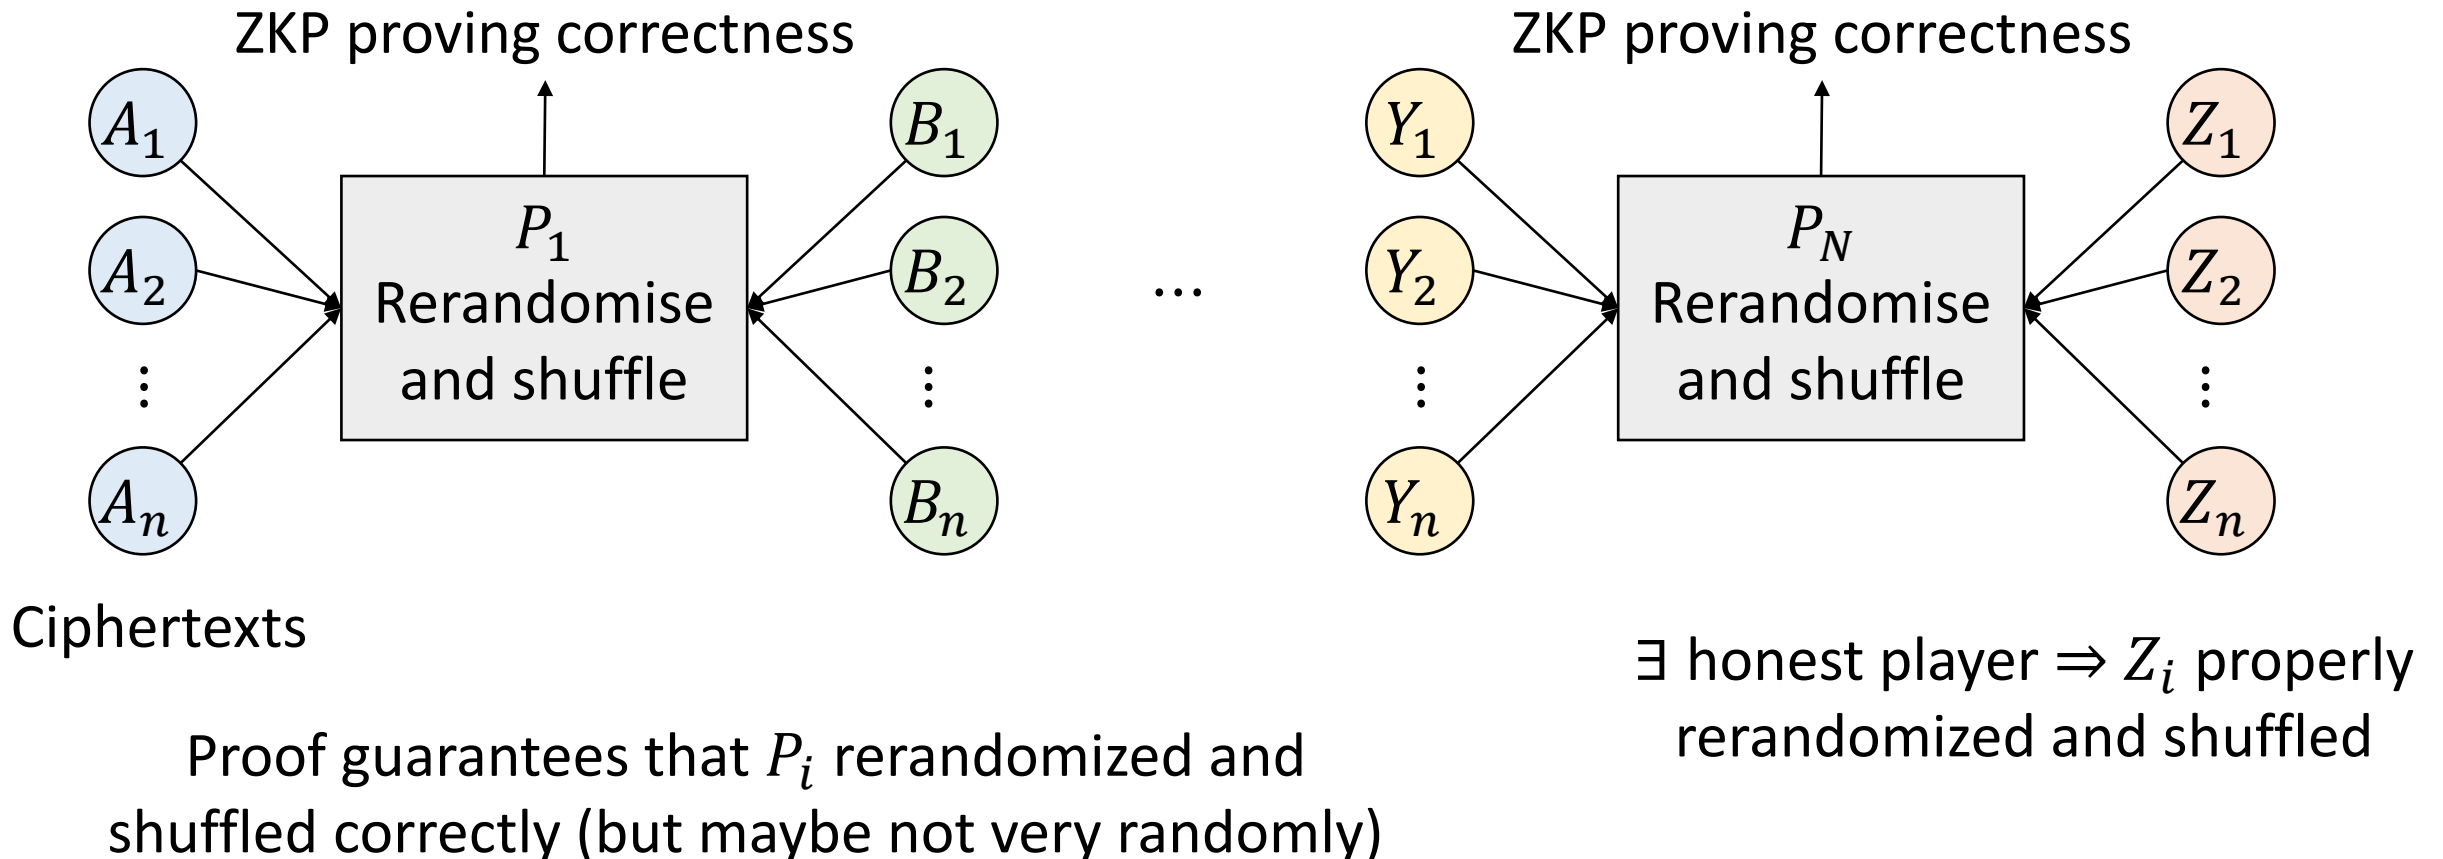 ZKP proving correctness
ZKP proving correctness
A₁
A₂
⋮
Aₙ
P₁
Rerandomise
and shuffle
B₁
B₂
⋮
Bₙ
...
Y₁
Y₂
⋮
Yₙ
P_N
Rerandomise
and shuffle
Z₁
Z₂
⋮
Zₙ
Ciphertexts
∃ honest player ⇒ Zᵢ properly
rerandomized and shuffled
Proof guarantees that Pᵢ rerandomized and
shuffled correctly (but maybe not very randomly)